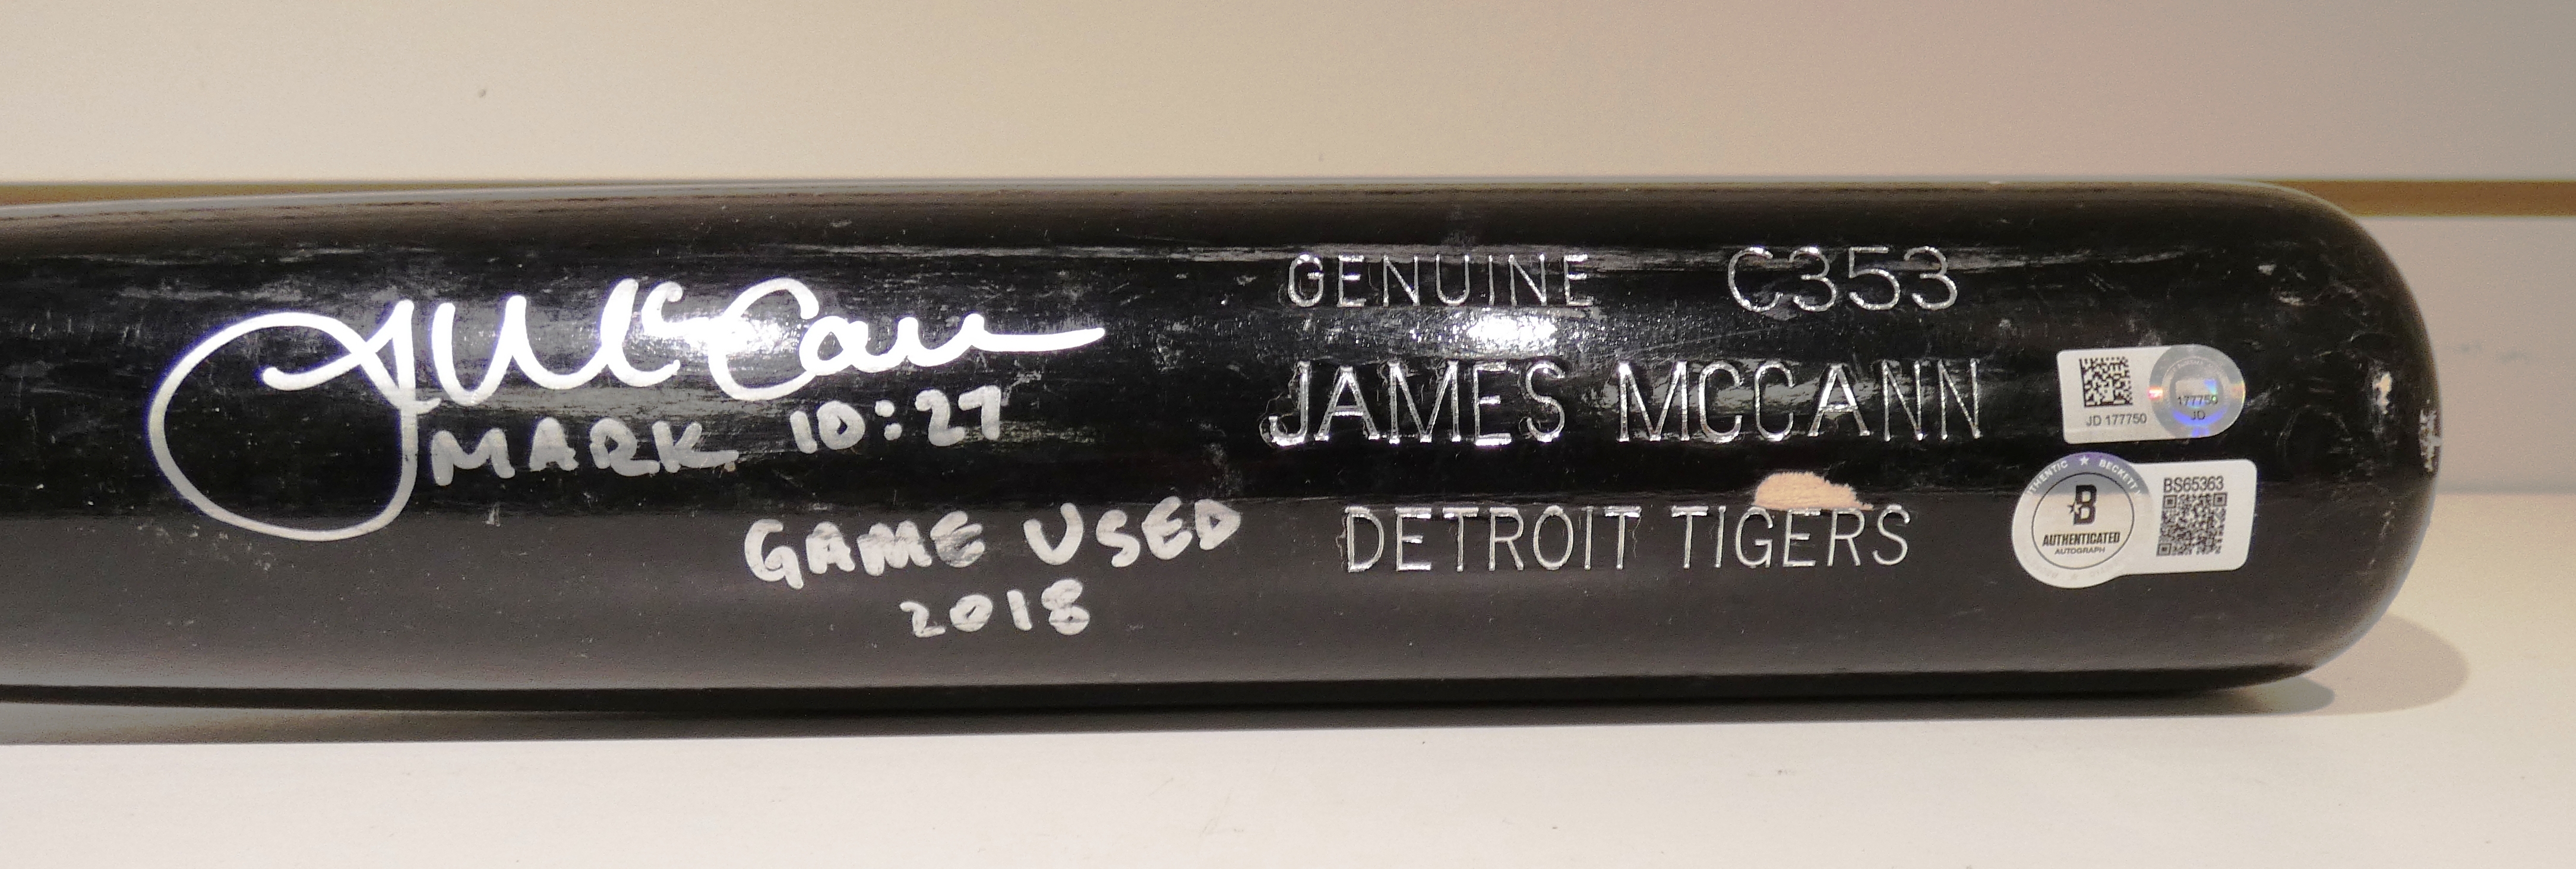 J McCann
MARK 10:27
GAME USED
2018
GENUINE C353
JAMES MCCANN
DETROIT TIGERS
JD 177750
177750
JD
BS65363
B
AUTHENTICATED
AUTOGRAPH